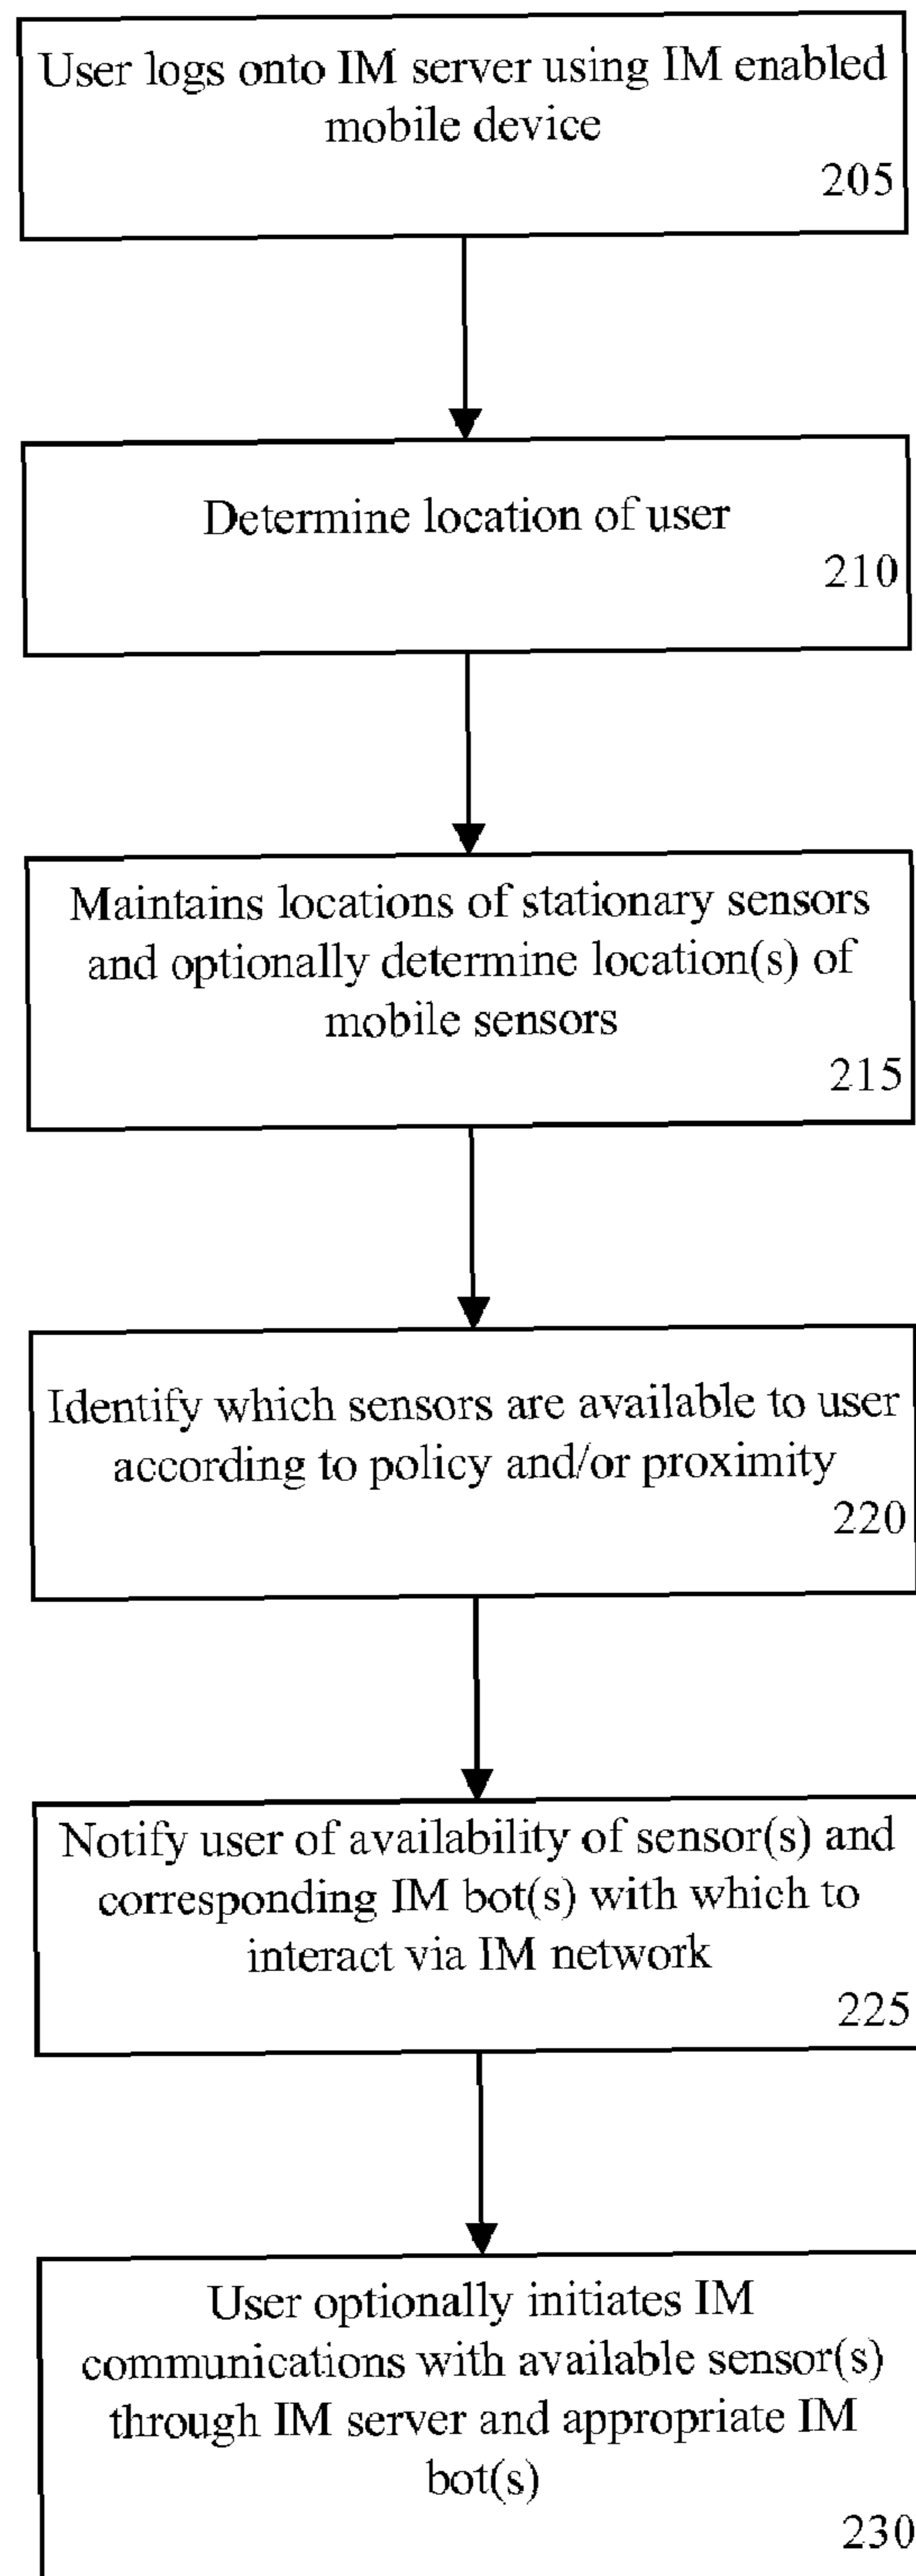 User logs onto IM server using IM enabled
mobile device
205
Determine location of user
210
Maintains locations of stationary sensors
and optionally determine location(s) of
mobile sensors
215
Identify which sensors are available to user
according to policy and/or proximity
220
Notify user of availability of sensor(s) and
corresponding IM bot(s) with which to
interact via IM network
225
User optionally initiates IM
communications with available sensor(s)
through IM server and appropriate IM
bot(s)
230